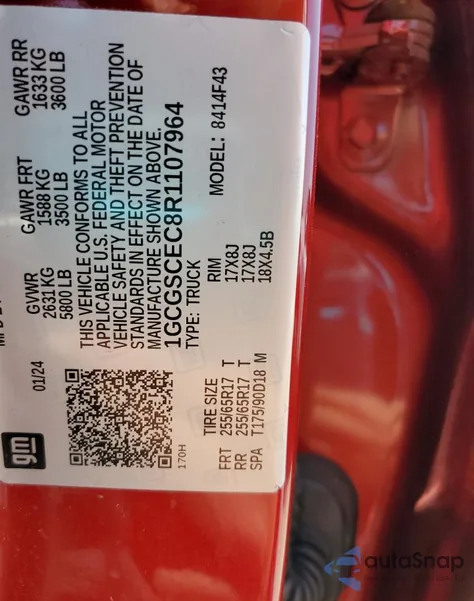 gm
01/24
GVWR
2631 KG
5800 LB
GAWR FRT
1588 KG
3500 LB
GAWR RR
1633 KG
3600 LB
THIS VEHICLE CONFORMS TO ALL
APPLICABLE U.S. FEDERAL MOTOR
VEHICLE SAFETY AND THEFT PREVENTION
STANDARDS IN EFFECT ON THE DATE OF
MANUFACTURE SHOWN ABOVE.
1GCGSCEC8R1107964
TYPE: TRUCK
MODEL: 8414F43
170H
TIRE SIZE RIM
FRT 255/65R17 T 17X8J
RR 255/65R17 T 17X8J
SPA T175/90D18 M 18X4.5B
autoSnap